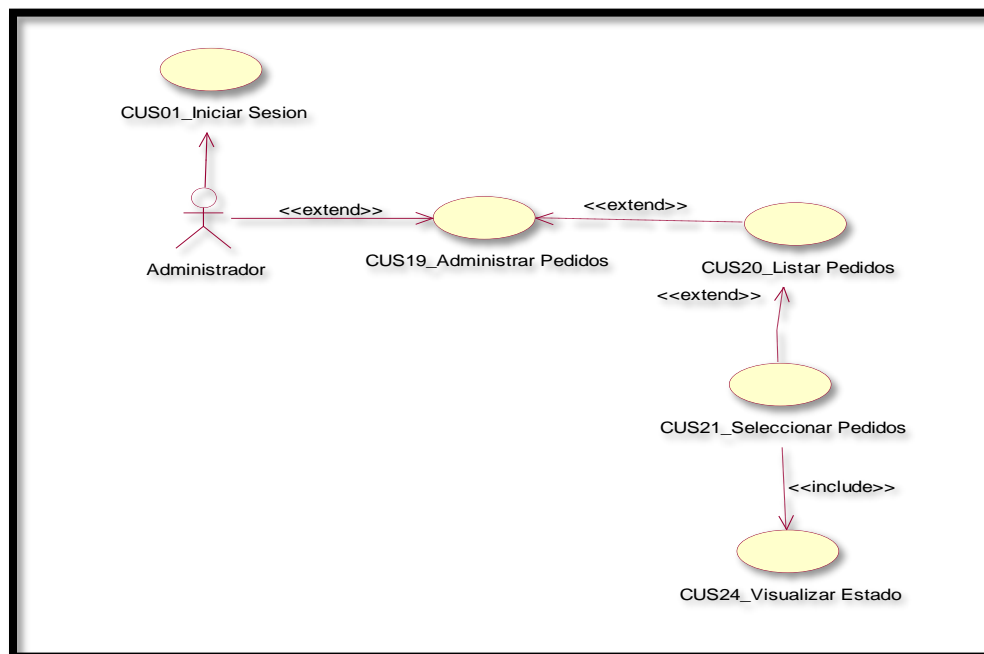 CUS01_Iniciar Sesion
<<extend>>
<<extend>>
Administrador
CUS19_Administrar Pedidos
CUS20_Listar Pedidos
<<extend>>
CUS21_Seleccionar Pedidos
<<include>>
CUS24_Visualizar Estado